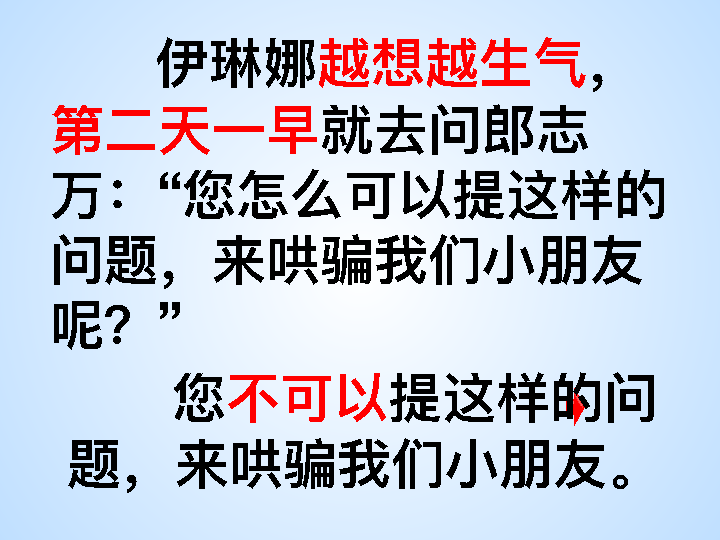 伊琳娜越想越生气，
第二天一早就去问郎志
万：“您怎么可以提这样的
问题，来哄骗我们小朋友
呢？”
您不可以提这样的问
题，来哄骗我们小朋友。